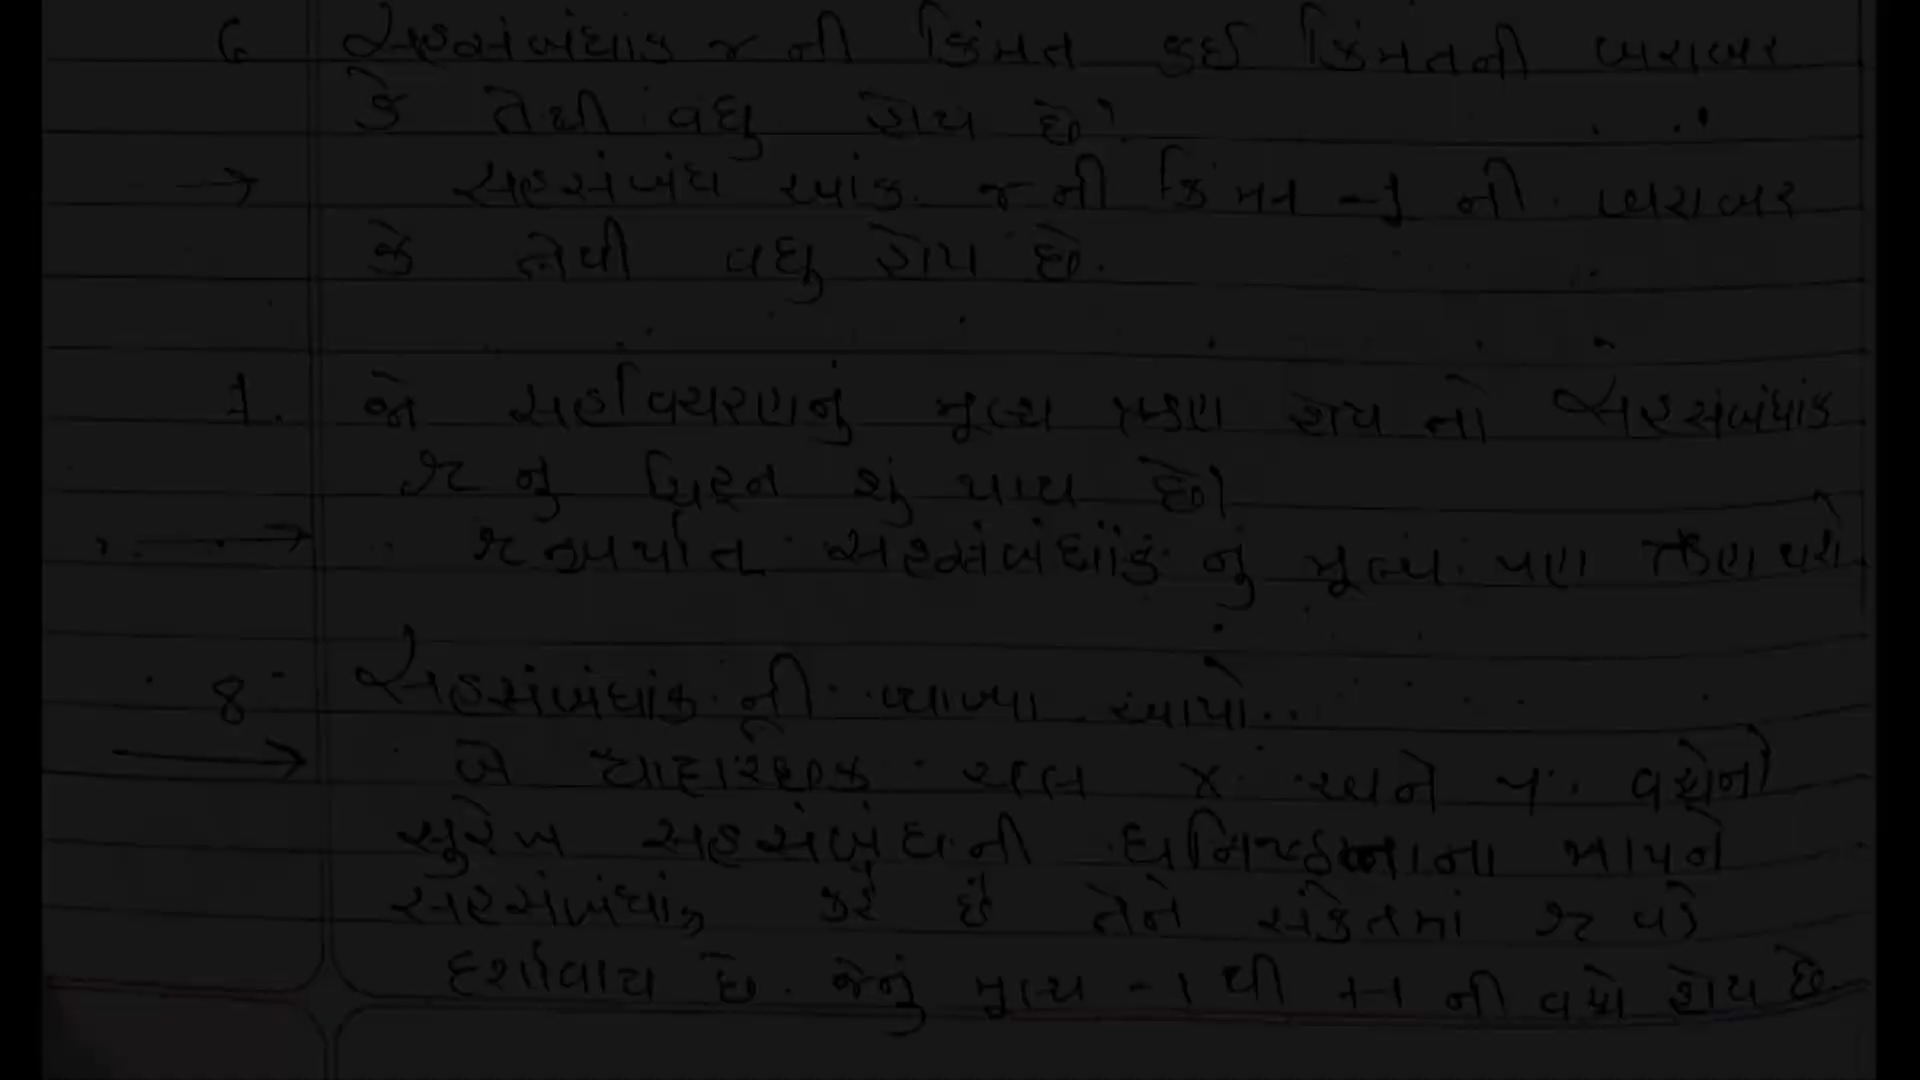 6 સહસંબંધાંક r ની કિંમત કઈ કિંમતની બરાબર
કે તેથી વધુ હોય છે?
→ સહસંબંધ આંક r ની કિંમત -1 ની બરાબર
કે તેથી વધુ હોય છે.
7. જો સહવિચરણનું મૂલ્ય ઋણ હોય તો સહસંબંધાંક
r નું ચિહ્ન શું થાય છે?
→ r અર્થાત સહસંબંધાંક નું મૂલ્ય પણ ઋણ થશે.
8 સહસંબંધાંક ની વ્યાખ્યા આપો.
→ બે યાદચ્છિક ચલ x અને y વચ્ચેનો
સુરેખ સહસંબંધની ઘનિષ્ઠતાના માપને
સહસંબંધાંક કહે છે તેને સંકેતમાં r વડે
દર્શાવાય છે. જેનું મૂલ્ય -1 થી +1 ની વચ્ચે હોય છે.